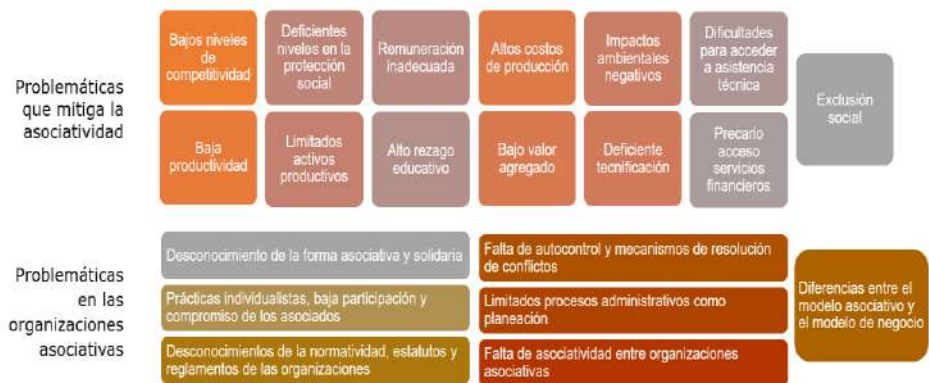 Problemáticas
que mitiga la
asociatividad
Bajos niveles
de
competitividad
Deficientes
niveles en la
protección
social
Remuneración
inadecuada
Altos costos
de producción
Impactos
ambientales
negativos
Dificultades
para acceder
a asistencia
técnica
Exclusión
social
Baja
productividad
Limitados
activos
productivos
Alto rezago
educativo
Bajo valor
agregado
Deficiente
tecnificación
Precario
acceso
servicios
financieros
Problemáticas
en las
organizaciones
asociativas
Desconocimiento de la forma asociativa y solidaria
Falta de autocontrol y mecanismos de resolución
de conflictos
Prácticas individualistas, baja participación y
compromiso de los asociados
Limitados procesos administrativos como
planeación
Desconocimientos de la normatividad, estatutos y
reglamentos de las organizaciones
Falta de asociatividad entre organizaciones
asociativas
Diferencias entre el
modelo asociativo y
el modelo de negocio